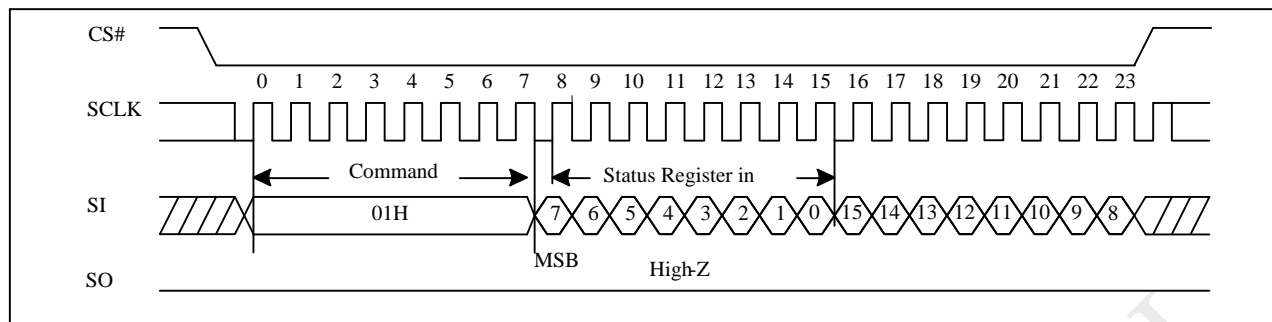 CS#
0 1 2 3 4 5 6 7 8 9 10 11 12 13 14 15 16 17 18 19 20 21 22 23
SCLK
Command Status Register in
SI 01H 7 6 5 4 3 2 1 0 15 14 13 12 11 10 9 8
MSB High-Z
SO